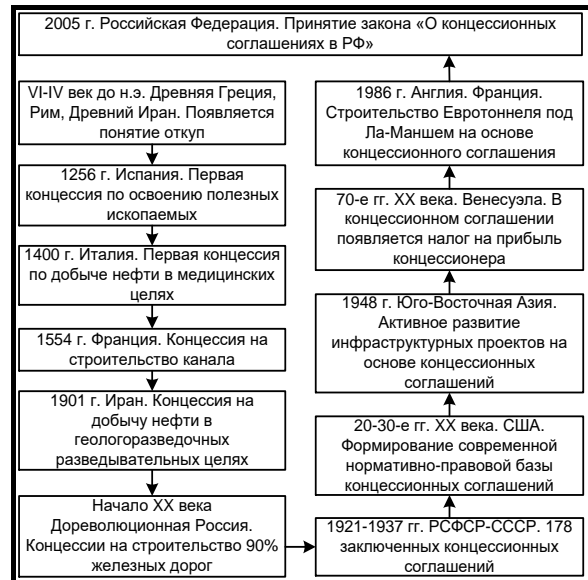 2005 г. Российская Федерация. Принятие закона «О концессионных
соглашениях в РФ»
VI-IV век до н.э. Древняя Греция,
Рим, Древний Иран. Появляется
понятие откуп
1256 г. Испания. Первая
концессия по освоению полезных
ископаемых
1400 г. Италия. Первая концессия
по добыче нефти в медицинских
целях
1554 г. Франция. Концессия на
строительство канала
1901 г. Иран. Концессия на
добычу нефти в
геологоразведочных
разведывательных целях
Начало XX века
Дореволюционная Россия.
Концессии на строительство 90%
железных дорог
1921-1937 гг. РСФСР-СССР. 178
заключенных концессионных
соглашений
20-30-е гг. XX века. США.
Формирование современной
нормативно-правовой базы
концессионных соглашений
1948 г. Юго-Восточная Азия.
Активное развитие
инфраструктурных проектов на
основе концессионных
соглашений
70-е гг. XX века. Венесуэла. В
концессионном соглашении
появляется налог на прибыль
концессионера
1986 г. Англия. Франция.
Строительство Евротоннеля под
Ла-Маншем на основе
концессионного соглашения